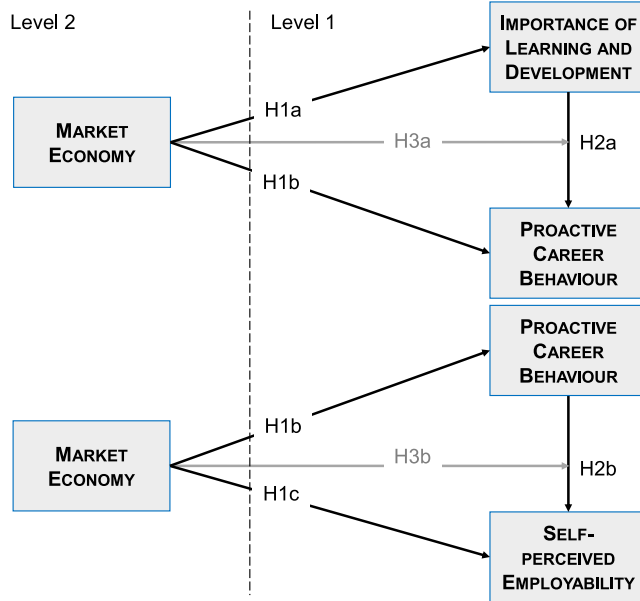 Level 2
Level 1
IMPORTANCE OF
LEARNING AND
DEVELOPMENT
H1a
MARKET
ECONOMY
H3a
H2a
H1b
PROACTIVE
CAREER
BEHAVIOUR
PROACTIVE
CAREER
BEHAVIOUR
H1b
MARKET
ECONOMY
H3b
H2b
H1c
SELF-
PERCEIVED
EMPLOYABILITY